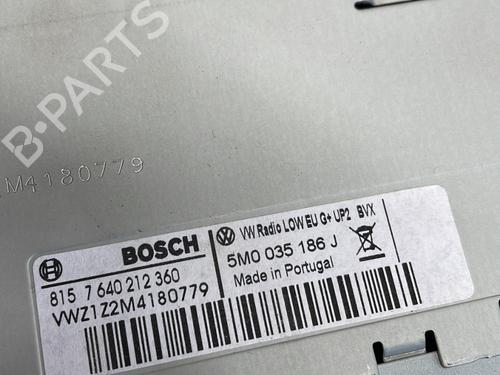 B-PARTS
M4180779
BOSCH
815 7 640 212 360
VWZ1Z2M4180779
VW Radio LOW EU G+ UP2 BVX
5M0 035 186 J
Made in Portugal